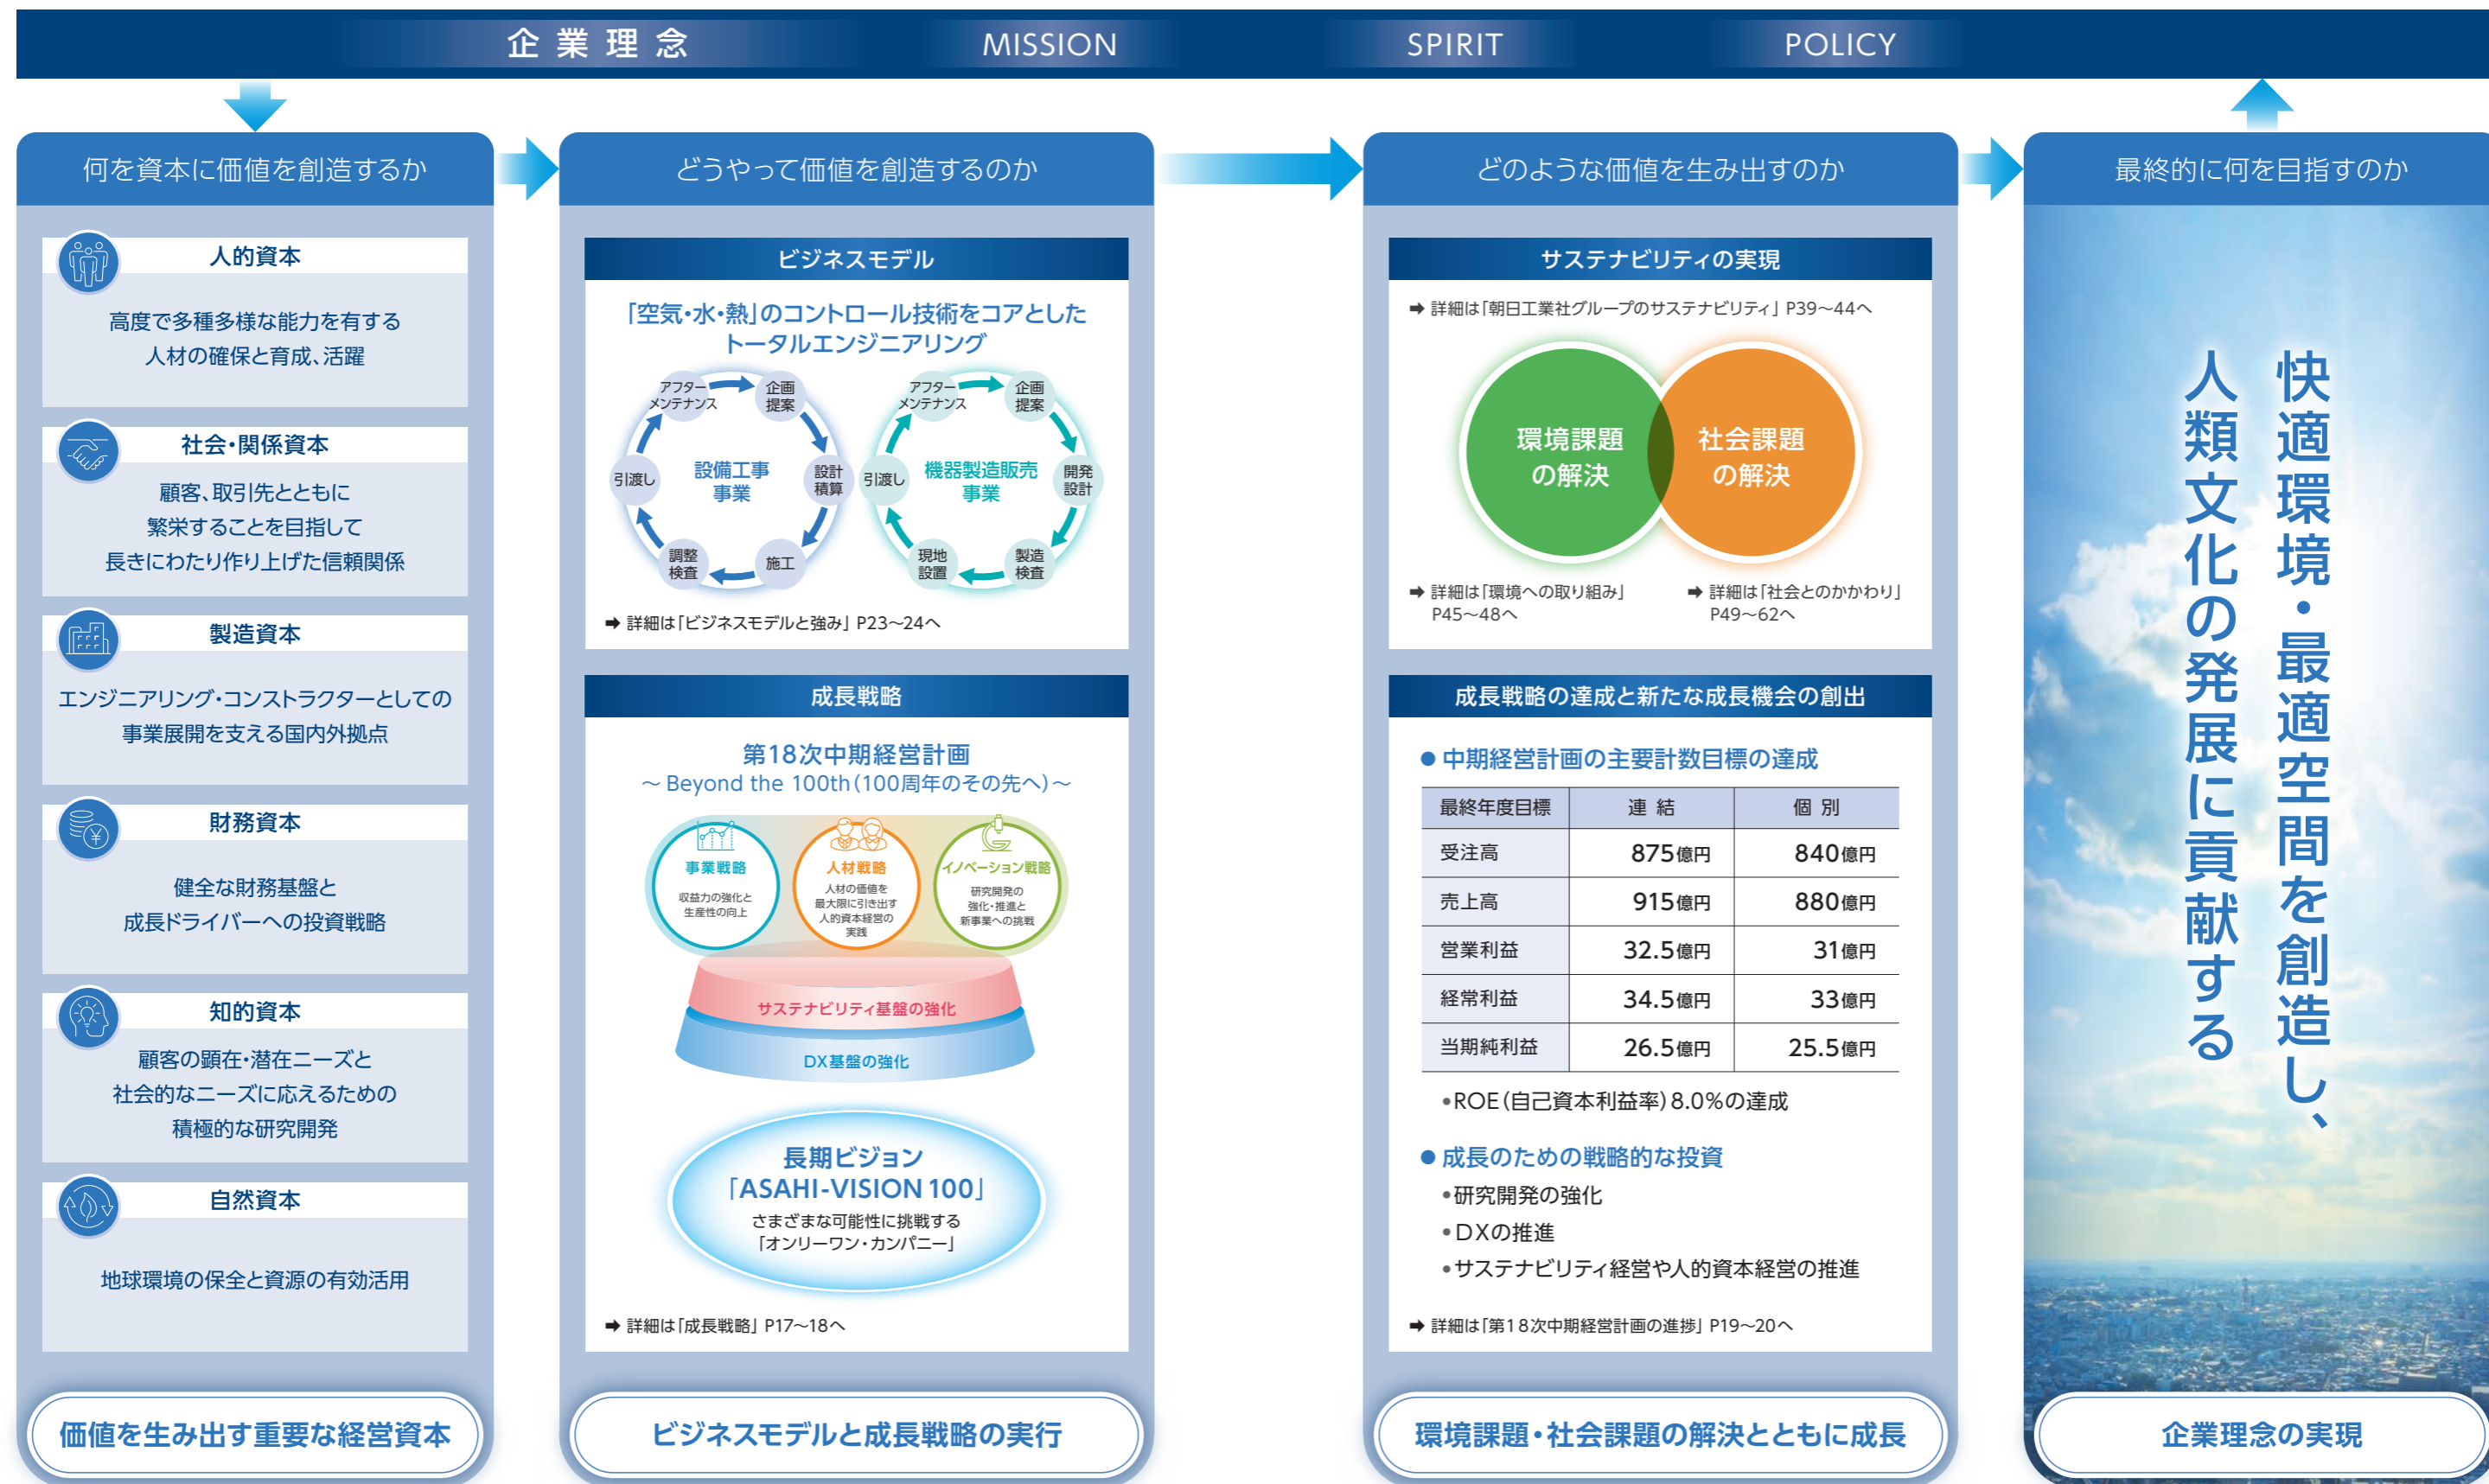 企業理念
MISSION
SPIRIT
POLICY
何を資本に価値を創造するか
人的資本
高度で多種多様な能力を有する
人材の確保と育成、活躍
社会・関係資本
顧客、取引先とともに
繁栄することを目指して
長きにわたり作り上げた信頼関係
製造資本
エンジニアリング・コンストラクターとしての
事業展開を支える国内外拠点
財務資本
健全な財務基盤と
成長ドライバーへの投資戦略
知的資本
顧客の顕在・潜在ニーズと
社会的なニーズに応えるための
積極的な研究開発
自然資本
地球環境の保全と資源の有効活用
価値を生み出す重要な経営資本
どうやって価値を創造するのか
ビジネスモデル
「空気・水・熱」のコントロール技術をコアとした
トータルエンジニアリング
設備工事
事業
企画
提案
設計
積算
施工
調整
検査
引渡し
アフター
メンテナンス
機器製造販売
事業
企画
提案
開発
設計
製造
検査
現地
設置
引渡し
アフター
メンテナンス
➡ 詳細は「ビジネスモデルと強み」 P23〜24へ
成長戦略
第18次中期経営計画
〜 Beyond the 100th(100周年のその先へ)〜
事業戦略
収益力の強化と
生産性の向上
人材戦略
人材の価値を
最大限に引き出す
人的資本経営の
実践
イノベーション戦略
研究開発の
強化・推進と
新事業への挑戦
サステナビリティ基盤の強化
DX基盤の強化
長期ビジョン
「ASAHI-VISION 100」
さまざまな可能性に挑戦する
「オンリーワン・カンパニー」
➡ 詳細は「成長戦略」 P17〜18へ
ビジネスモデルと成長戦略の実行
どのような価値を生み出すのか
サステナビリティの実現
➡ 詳細は「朝日工業社グループのサステナビリティ」 P39〜44へ
環境課題
の解決
社会課題
の解決
➡ 詳細は「環境への取り組み」
P45〜48へ
➡ 詳細は「社会とのかかわり」
P49〜62へ
成長戦略の達成と新たな成長機会の創出
● 中期経営計画の主要計数目標の達成
最終年度目標 連 結 個 別
受注高 875億円 840億円
売上高 915億円 880億円
営業利益 32.5億円 31億円
経常利益 34.5億円 33億円
当期純利益 26.5億円 25.5億円
•ROE(自己資本利益率)8.0%の達成
● 成長のための戦略的な投資
•研究開発の強化
•DXの推進
•サステナビリティ経営や人的資本経営の推進
➡ 詳細は「第18次中期経営計画の進捗」 P19〜20へ
環境課題・社会課題の解決とともに成長
最終的に何を目指すのか
快適環境・最適空間を創造し、
人類文化の発展に貢献する
企業理念の実現